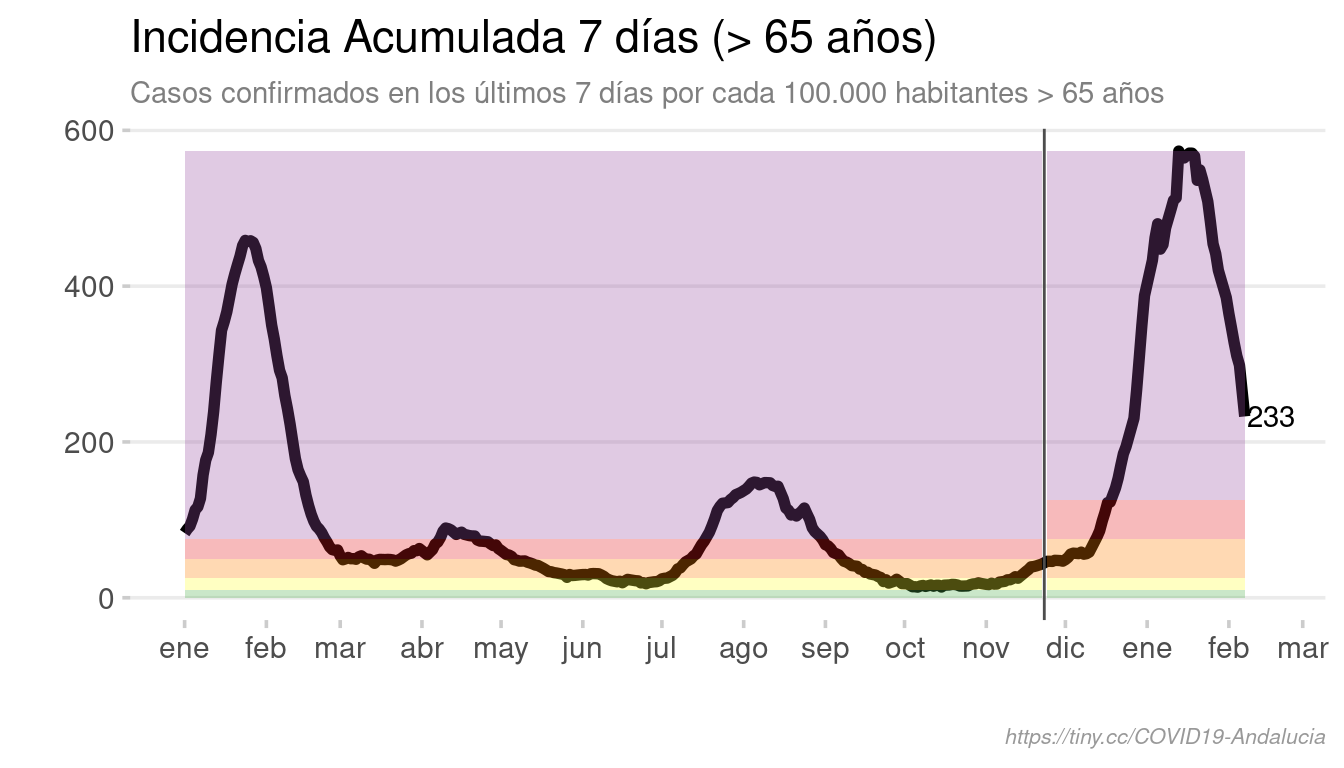 Incidencia Acumulada 7 días (> 65 años)
Casos confirmados en los últimos 7 días por cada 100.000 habitantes > 65 años
600
400
200
0
233
ene feb mar abr may jun jul ago sep oct nov dic ene feb mar
https://tiny.cc/COVID19-Andalucia